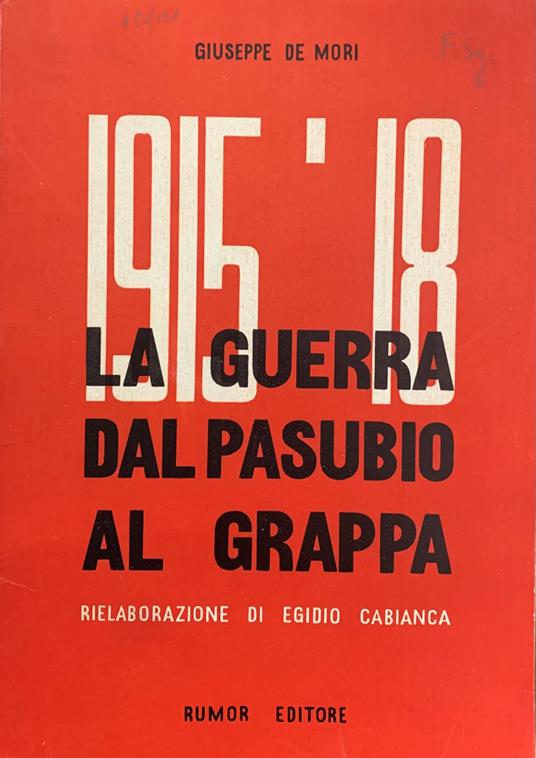 GIUSEPPE DE MORI
1915 '18
LA GUERRA
DAL PASUBIO
AL GRAPPA
RIELABORAZIONE DI EGIDIO CABIANCA
RUMOR EDITORE